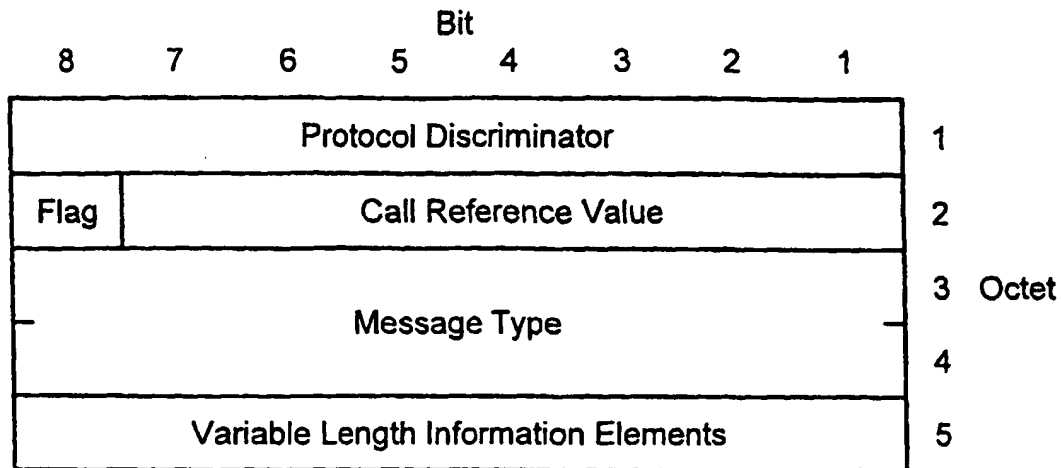 Bit
8 7 6 5 4 3 2 1
Protocol Discriminator 1
Flag Call Reference Value 2
3 Octet
Message Type
4
Variable Length Information Elements 5